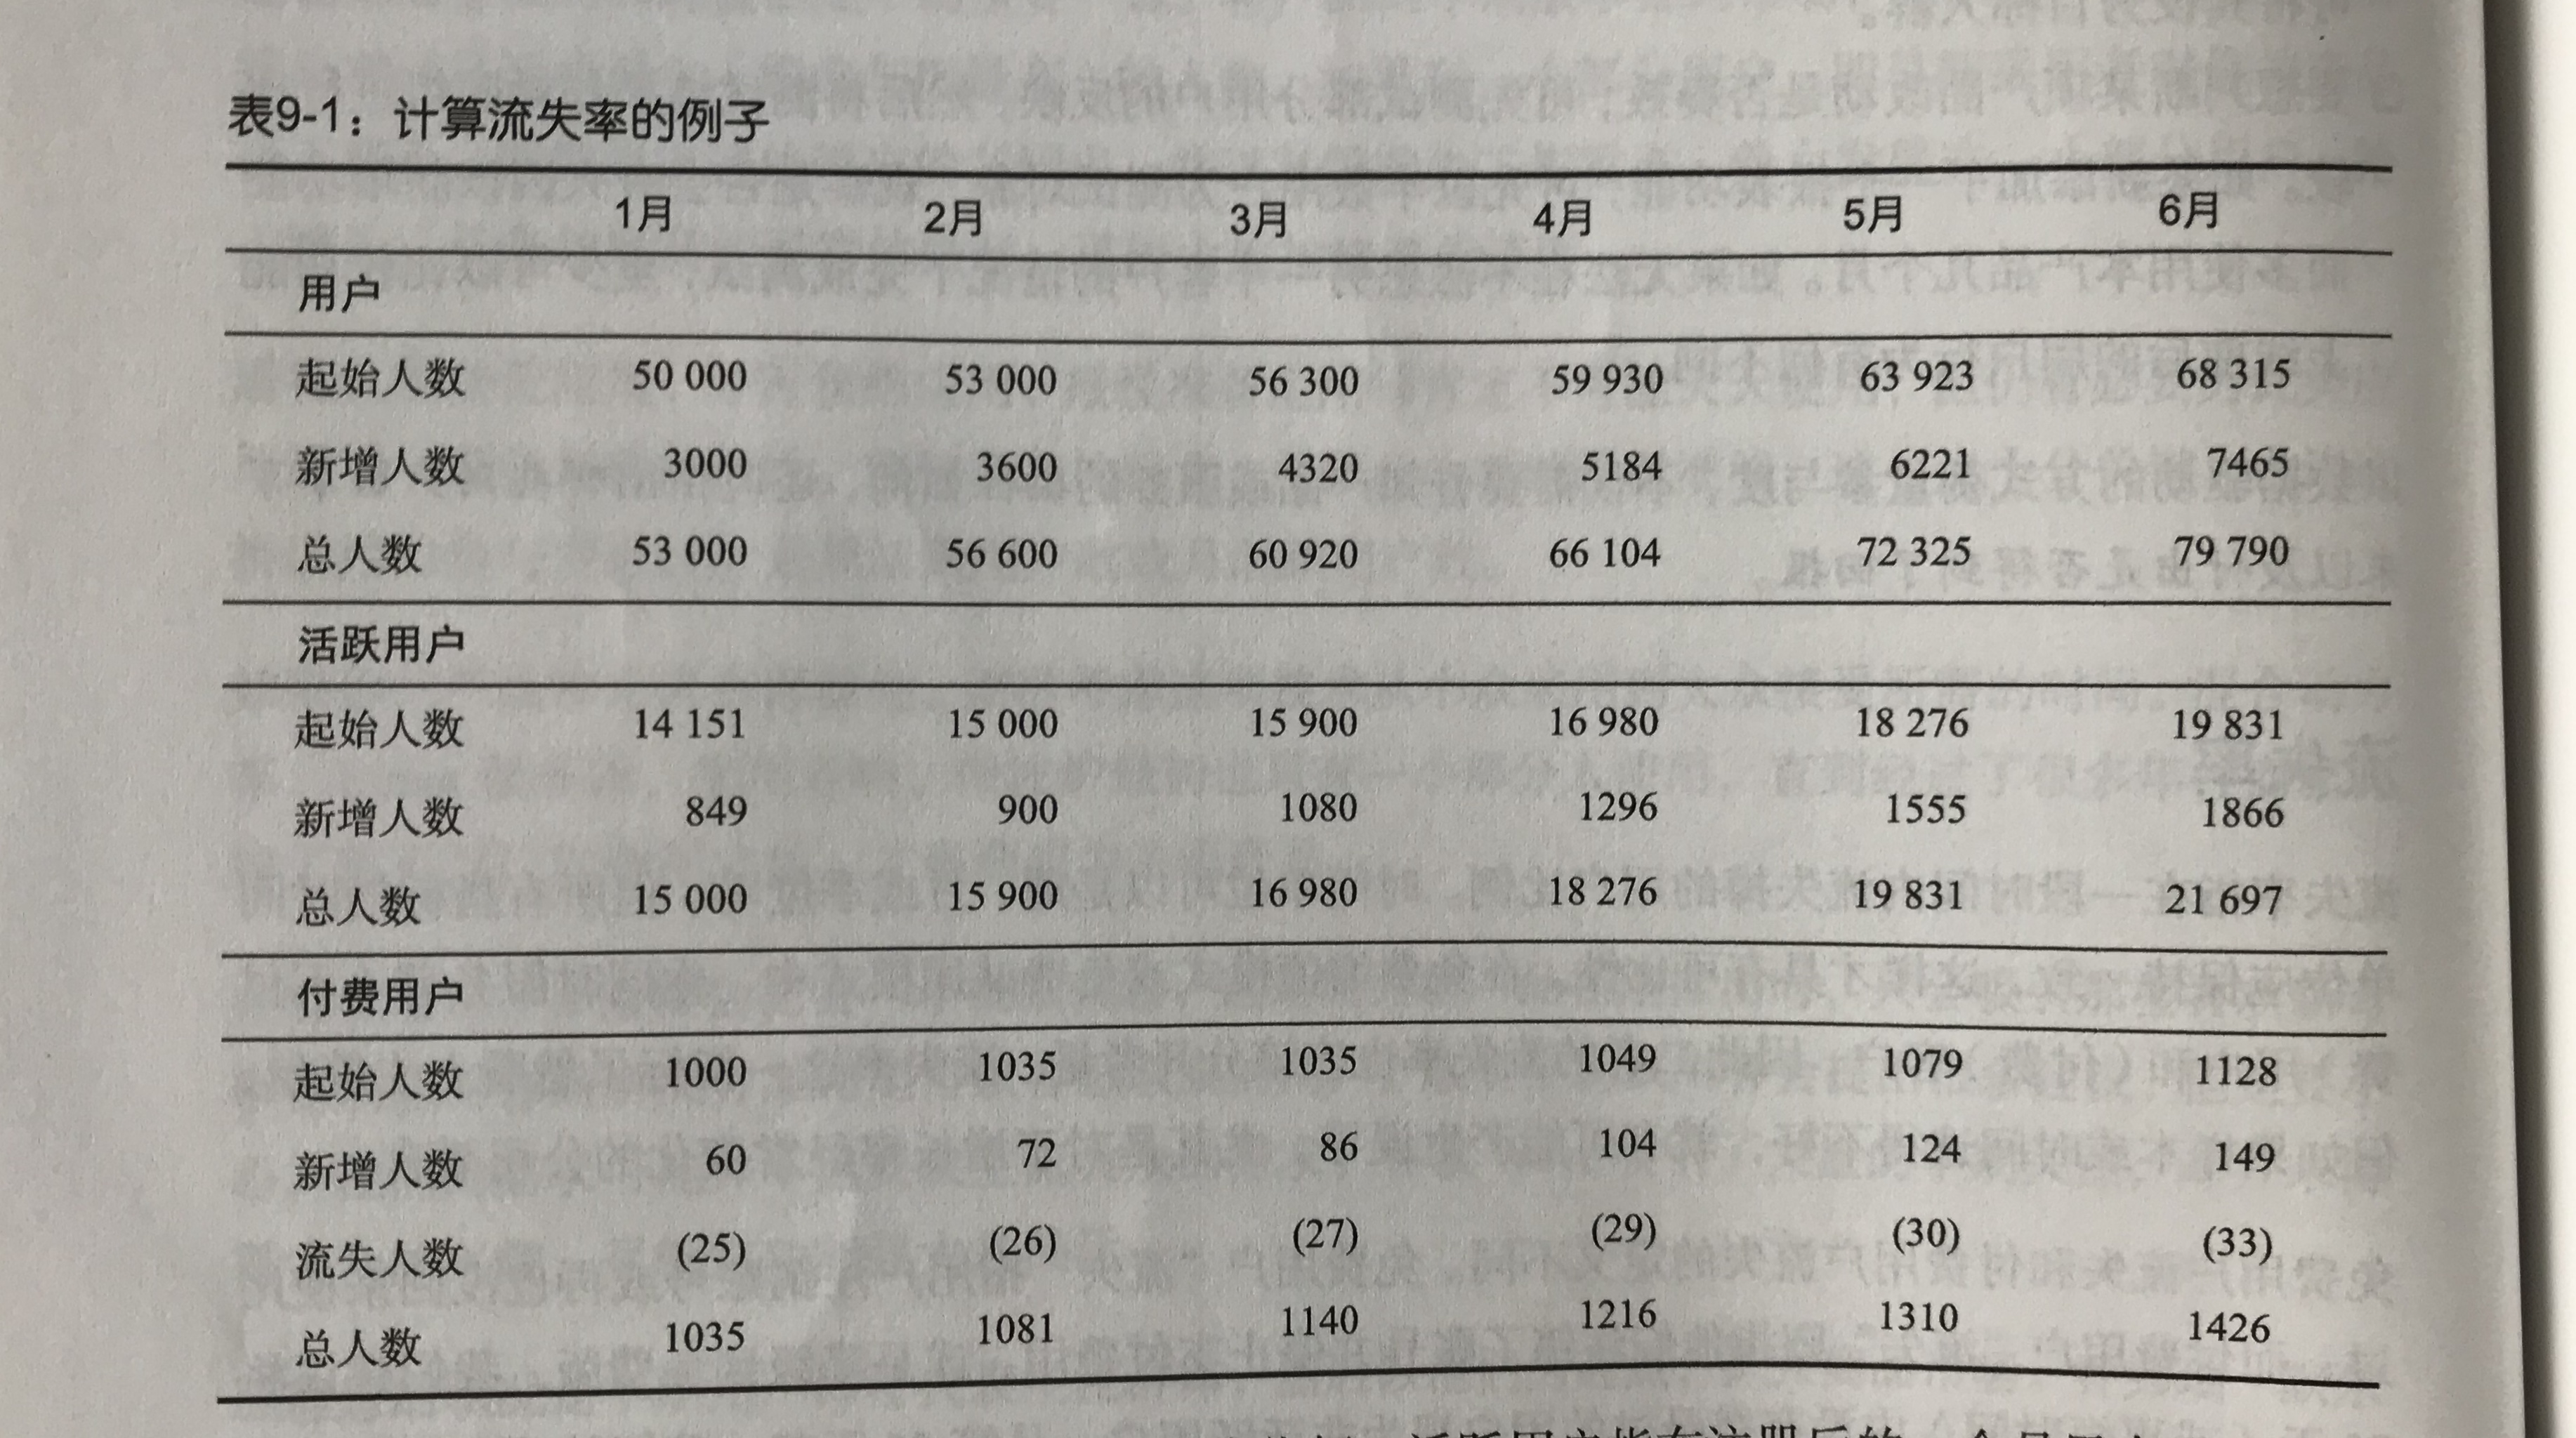 表9-1：计算流失率的例子
1月 2月 3月 4月 5月 6月
用户
起始人数 50 000 53 000 56 300 59 930 63 923 68 315
新增人数 3000 3600 4320 5184 6221 7465
总人数 53 000 56 600 60 920 66 104 72 325 79 790
活跃用户
起始人数 14 151 15 000 15 900 16 980 18 276 19 831
新增人数 849 900 1080 1296 1555 1866
总人数 15 000 15 900 16 980 18 276 19 831 21 697
付费用户
起始人数 1000 1035 1035 1049 1079 1128
新增人数 60 72 86 104 124 149
流失人数 (25) (26) (27) (29) (30) (33)
总人数 1035 1081 1140 1216 1310 1426